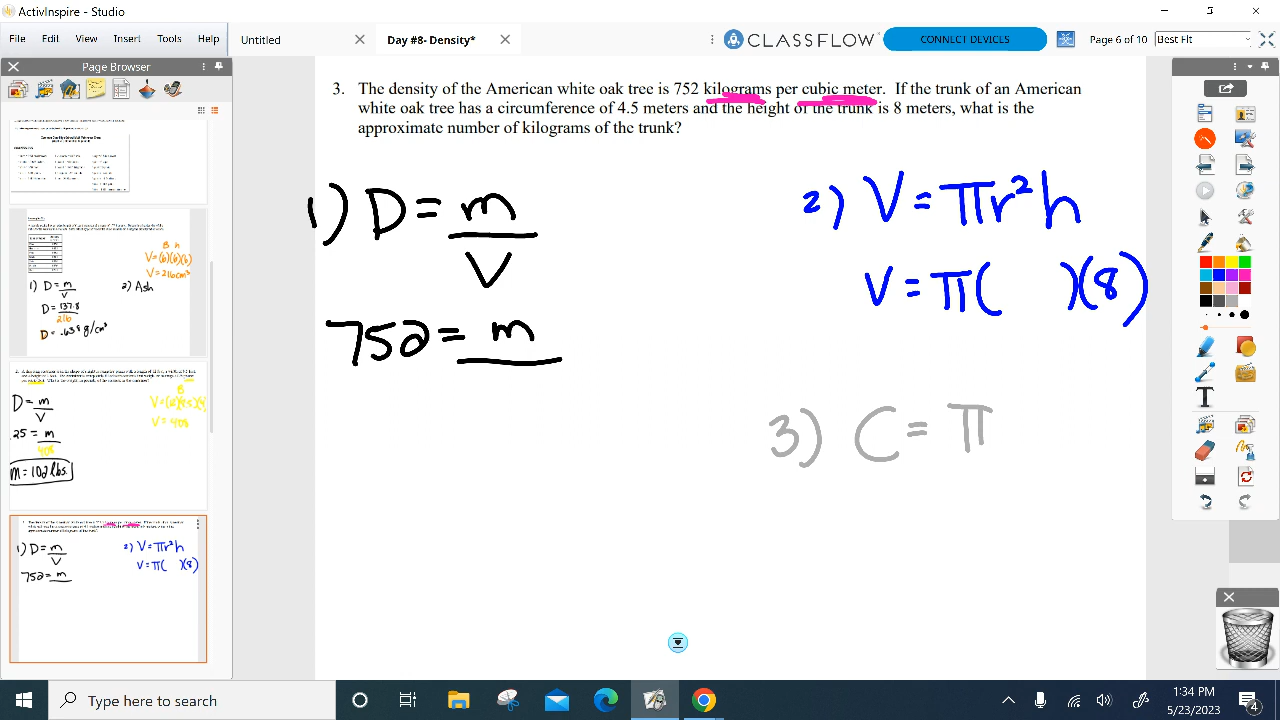 ActivInspire - Studio
File Edit View Insert Tools Help
Untitled
Day #8- Density*
CLASSFLOW
CONNECT DEVICES
Page 6 of 10
Best Fit
Page Browser
3. The density of the American white oak tree is 752 kilograms per cubic meter. If the trunk of an American
white oak tree has a circumference of 4.5 meters and the height of the trunk is 8 meters, what is the
approximate number of kilograms of the trunk?
1) D = m
V
752 = m
2) V = πr²h
V = π( )(8)
3) C = π
B h
V=(6)(6)(6)
V=216cm³
1) D = m
V
D = 137.8
216
D = .638 g/cm³
2) Ash
D = m
V
.25 = m
408
m = 102 lbs.
B
V = 408
1) D = m
V
752 = m
2) V = πr²h
V = π( )(8)
Type here to search
1:34 PM
5/23/2023
4